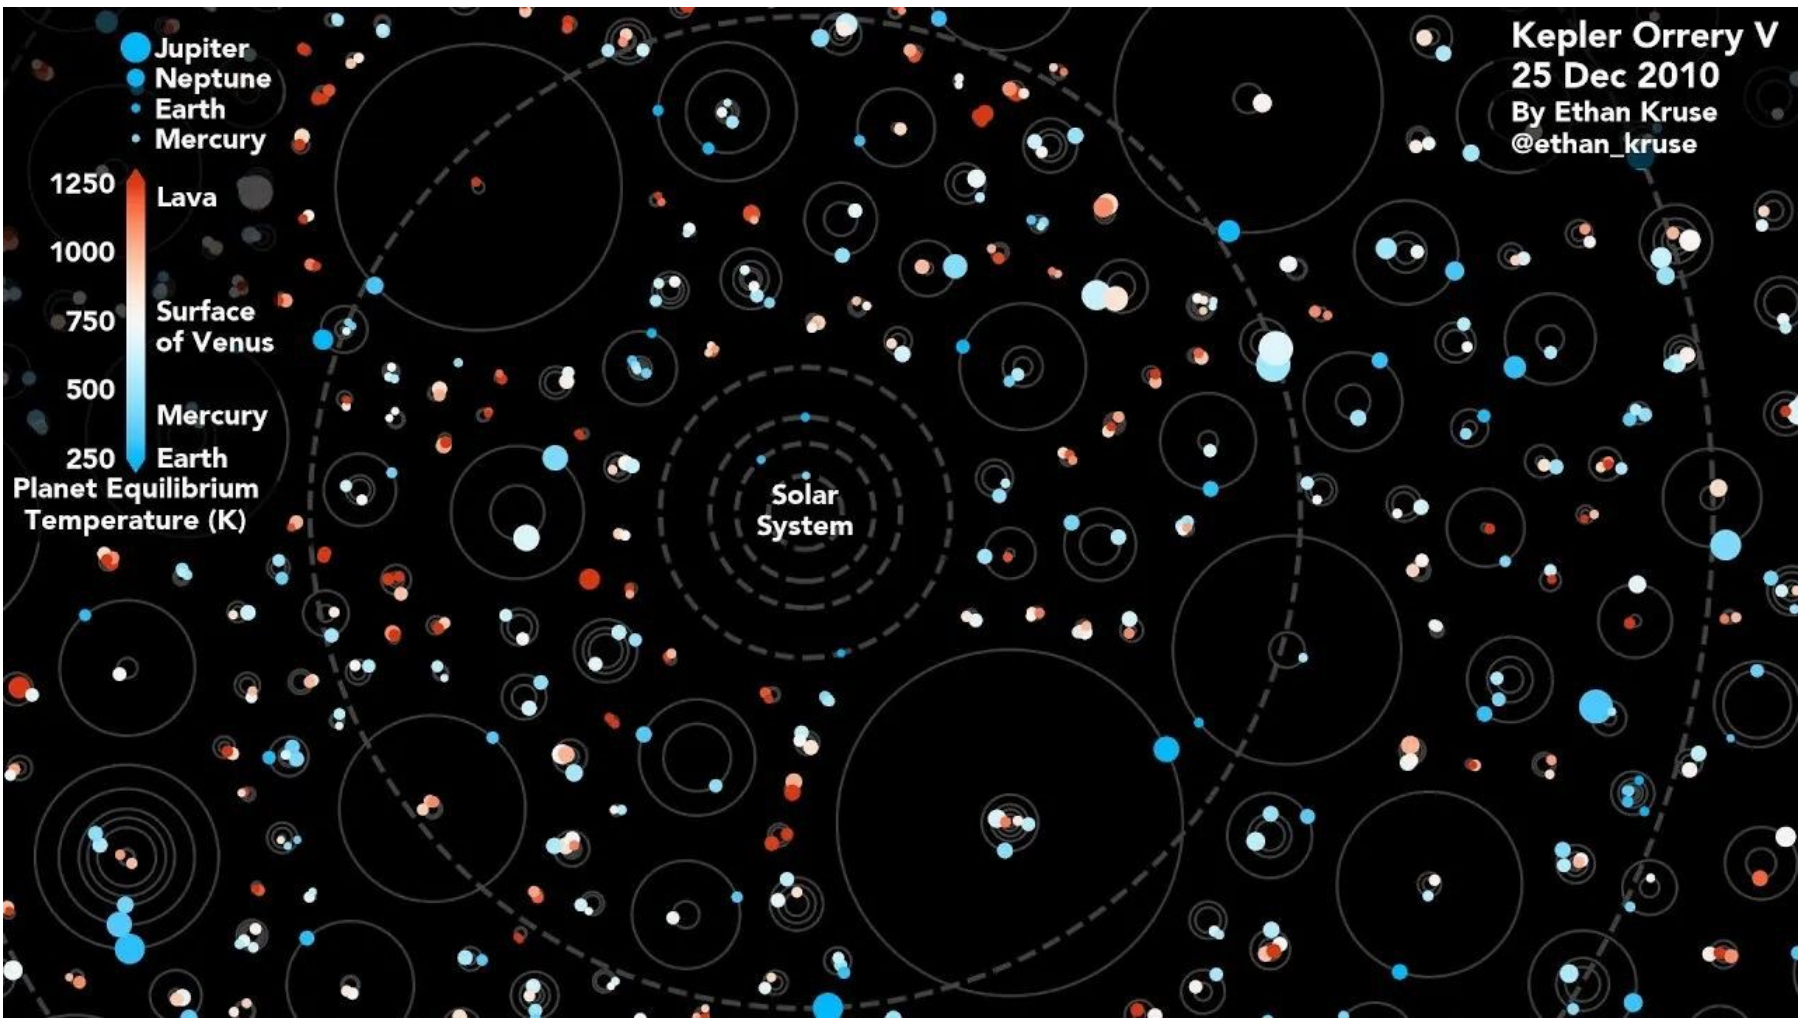 Jupiter
Neptune
Earth
Mercury
1250
Lava
1000
750
Surface
of Venus
500
Mercury
250
Earth
Planet Equilibrium
Temperature (K)
Solar
System
Kepler Orrery V
25 Dec 2010
By Ethan Kruse
@ethan_kruse